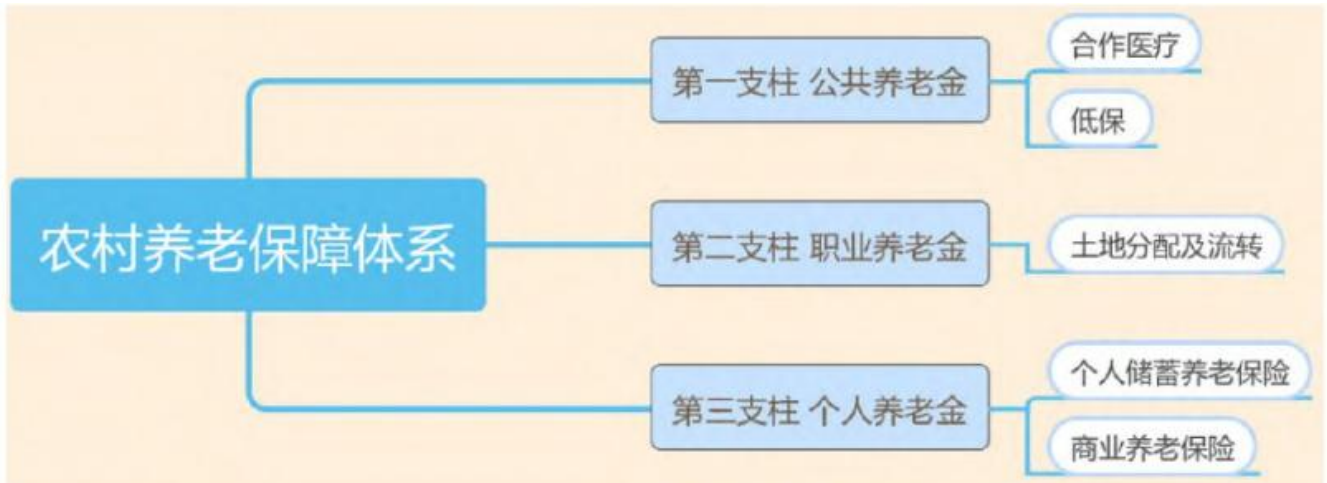 农村养老保障体系
第一支柱 公共养老金
合作医疗
低保
第二支柱 职业养老金
土地分配及流转
第三支柱 个人养老金
个人储蓄养老保险
商业养老保险